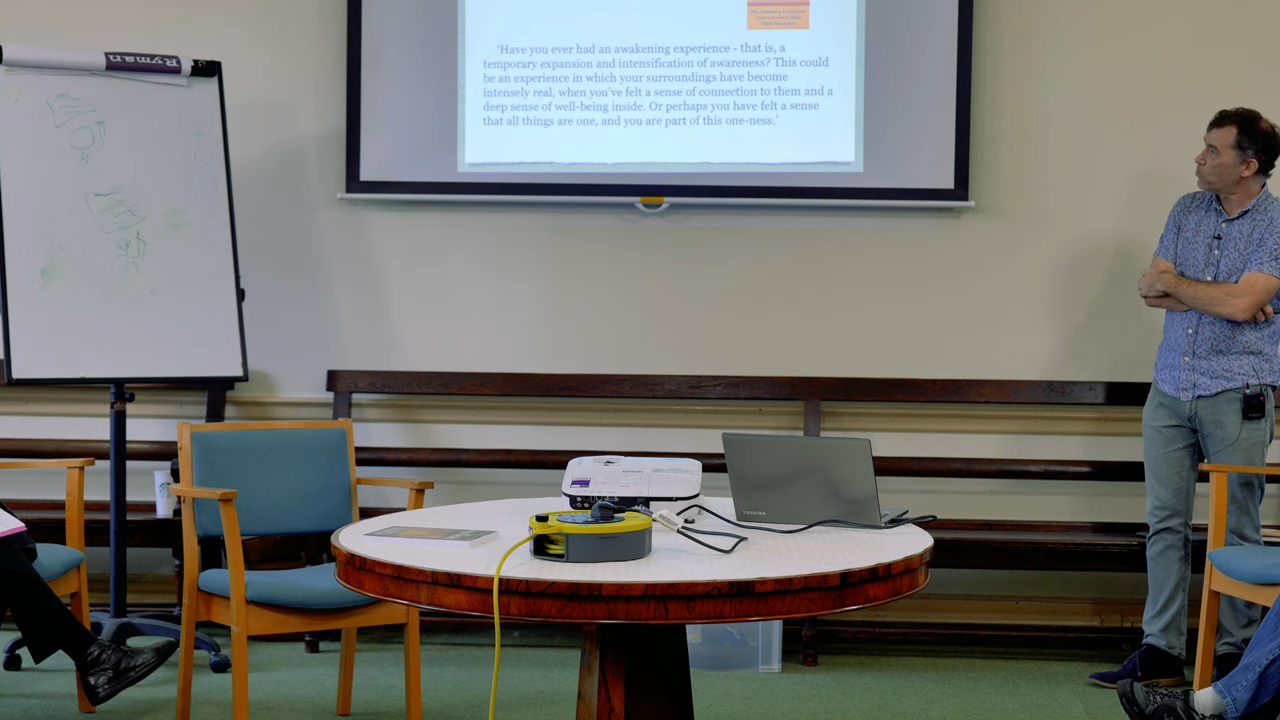 ‘Have you ever had an awakening experience - that is, a
temporary expansion and intensification of awareness? This could
be an experience in which your surroundings have become
intensely real, when you’ve felt a sense of connection to them and a
deep sense of well-being inside. Or perhaps you have felt a sense
that all things are one, and you are part of this one-ness.’
Ryman
EPSON
TOSHIBA